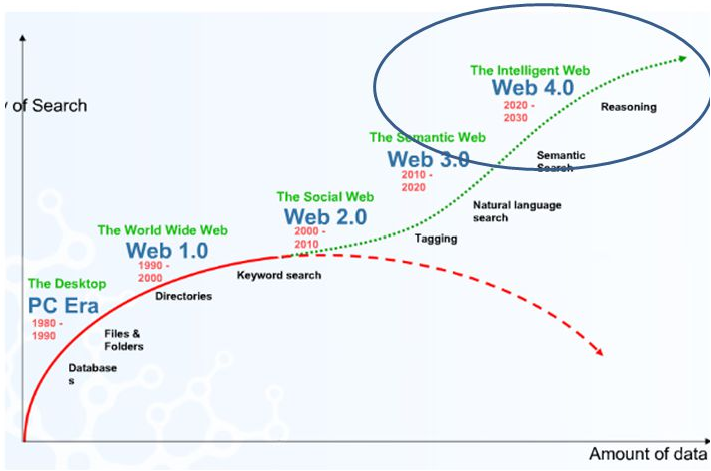 The Intelligent Web
Web 4.0
2020 -
2030
Reasoning
y of Search
The Semantic Web
Web 3.0
2010 -
2020
Semantic
Search
Natural language
search
The Social Web
Web 2.0
2000 -
2010
Tagging
The World Wide Web
Web 1.0
1990 -
2000
Keyword search
Directories
The Desktop
PC Era
1980 -
1990
Files &
Folders
Database
s
Amount of data